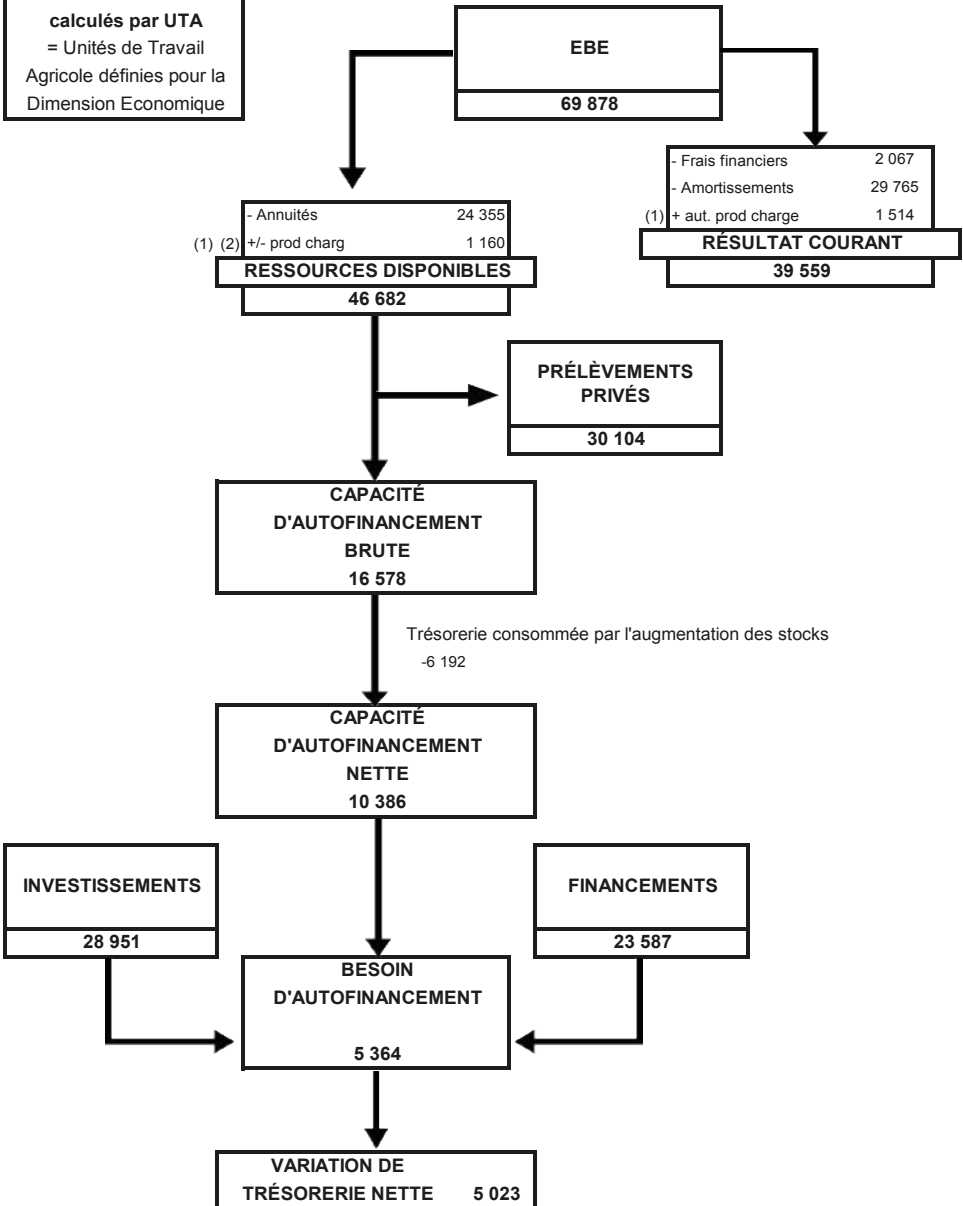 calculés par UTA
= Unités de Travail
Agricole définies pour la
Dimension Economique
EBE
69 878
- Frais financiers 2 067
- Amortissements 29 765
(1) + aut. prod charge 1 514
RÉSULTAT COURANT
39 559
- Annuités 24 355
(1) (2) +/- prod charg 1 160
RESSOURCES DISPONIBLES
46 682
PRÉLÈVEMENTS
PRIVÉS
30 104
CAPACITÉ
D'AUTOFINANCEMENT
BRUTE
16 578
Trésorerie consommée par l'augmentation des stocks
-6 192
CAPACITÉ
D'AUTOFINANCEMENT
NETTE
10 386
INVESTISSEMENTS
28 951
FINANCEMENTS
23 587
BESOIN
D'AUTOFINANCEMENT
5 364
VARIATION DE
TRÉSORERIE NETTE 5 023